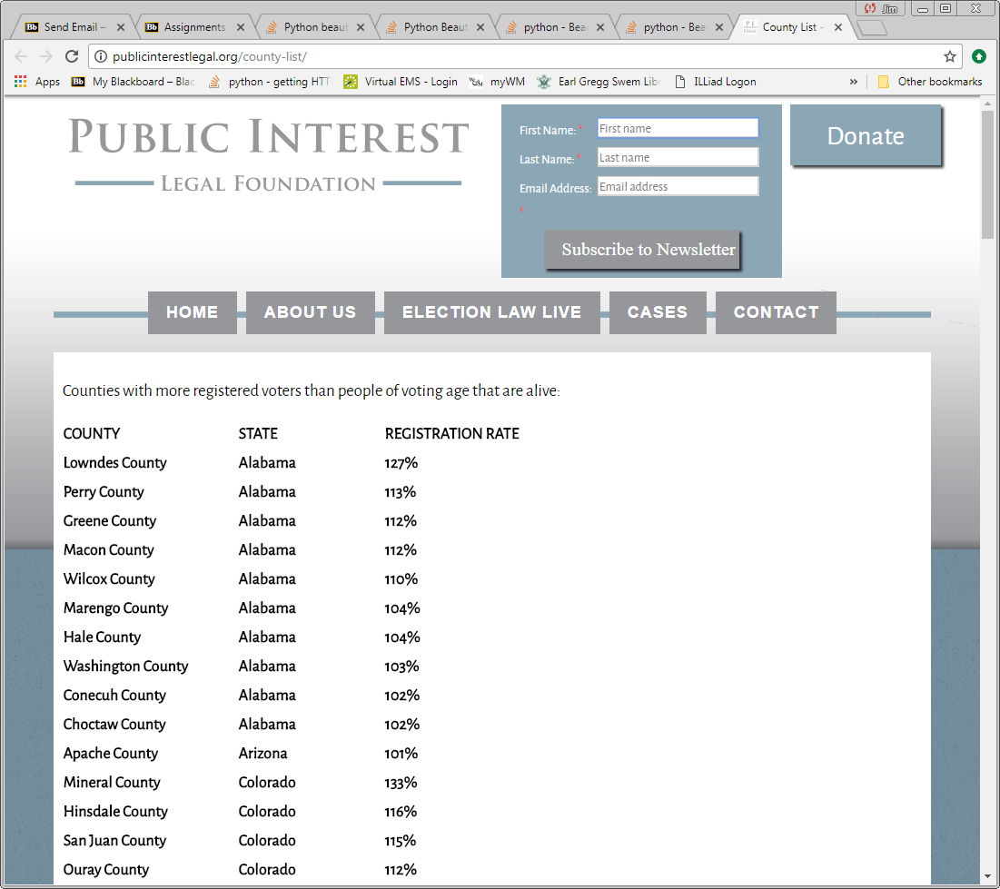 Jim
Send Email –
Assignments
Python beaut
Python Beaut
python - Bea
python - Bea
County List -
publicinterestlegal.org/county-list/
Apps My Blackboard – Blac python - getting HTT Virtual EMS - Login myWM Earl Gregg Swem Libr ILLiad Logon » Other bookmarks
PUBLIC INTEREST
LEGAL FOUNDATION
First Name: * First name
Last Name: * Last name
Email Address: Email address
*
Subscribe to Newsletter
Donate
HOME ABOUT US ELECTION LAW LIVE CASES CONTACT
Counties with more registered voters than people of voting age that are alive:
COUNTY STATE REGISTRATION RATE
Lowndes County Alabama 127%
Perry County Alabama 113%
Greene County Alabama 112%
Macon County Alabama 112%
Wilcox County Alabama 110%
Marengo County Alabama 104%
Hale County Alabama 104%
Washington County Alabama 103%
Conecuh County Alabama 102%
Choctaw County Alabama 102%
Apache County Arizona 101%
Mineral County Colorado 133%
Hinsdale County Colorado 116%
San Juan County Colorado 115%
Ouray County Colorado 112%